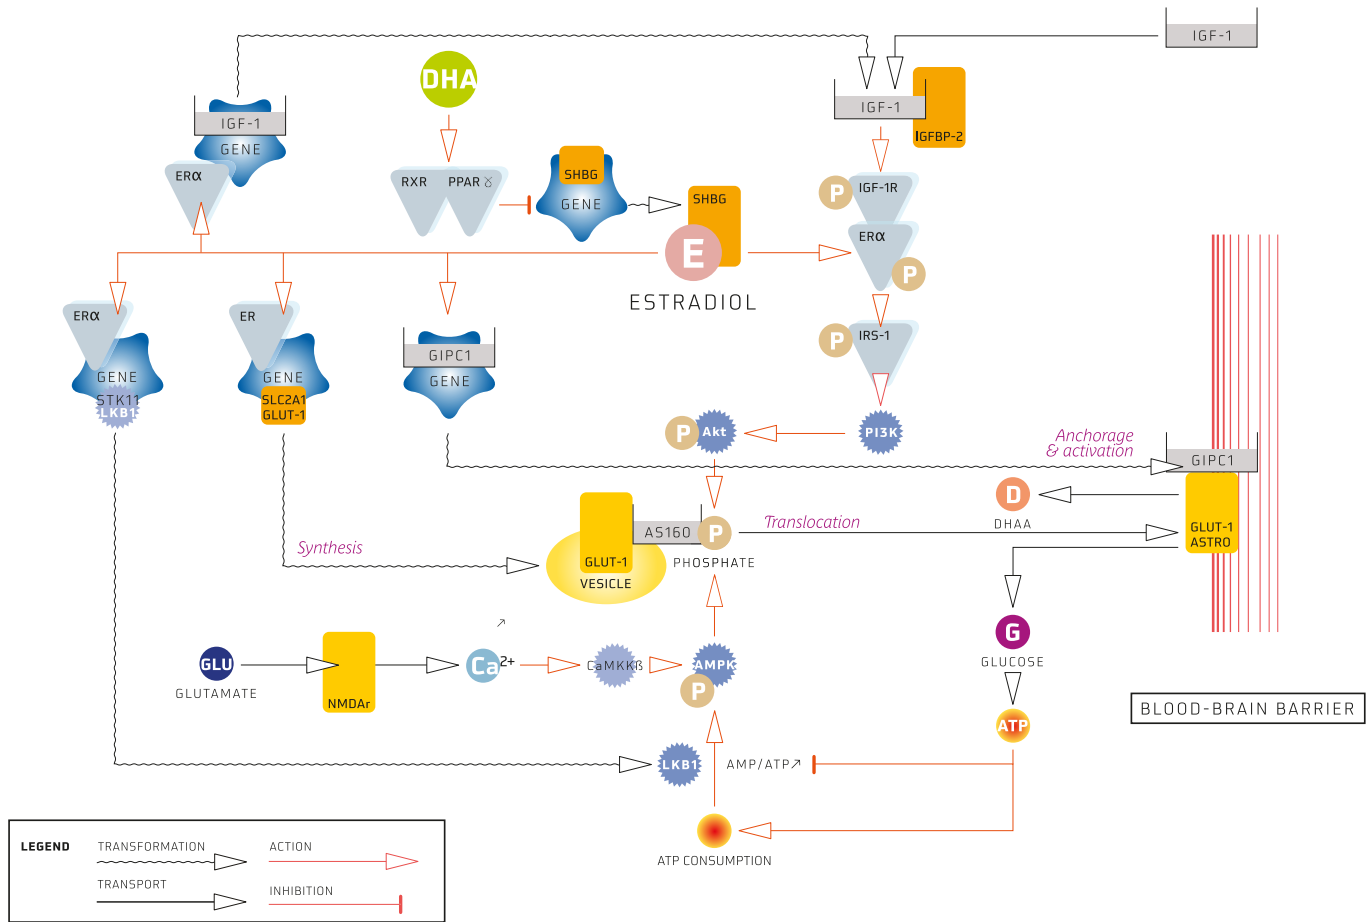 IGF-1
DHA
IGF-1
GENE
ERα
IGF-1
IGFBP-2
RXR
PPAR
SHBG
GENE
SHBG
E
ESTRADIOL
P
IGF-1R
ERα
P
P
IRS-1
ERα
GENE
STK11
LKB1
ER
GENE
SLC2A1
GLUT-1
GIPC1
GENE
P
Akt
PI3K
Anchorage
& activation
GIPC1
D
DHAA
GLUT-1
ASTRO
Synthesis
GLUT-1
VESICLE
AS160
P
PHOSPHATE
Translocation
GLU
GLUTAMATE
NMDAr
Ca2+
CaMKKß
AMPK
P
G
GLUCOSE
ATP
BLOOD-BRAIN BARRIER
LKB1
AMP/ATP↗
ATP CONSUMPTION
LEGEND
TRANSFORMATION
ACTION
TRANSPORT
INHIBITION